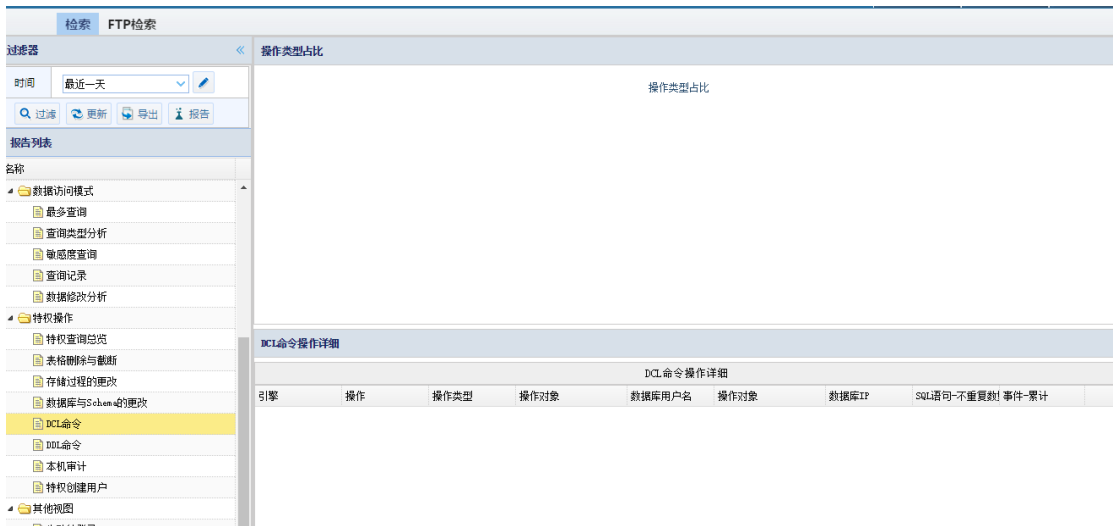 检索 FTP检索
过滤器
操作类型占比
时间 最近一天
操作类型占比
过滤 更新 导出 报告
报告列表
名称
数据访问模式
最多查询
查询类型分析
敏感度查询
查询记录
数据修改分析
特权操作
特权查询总览
DCL命令操作详细
表格删除与截断
DCL命令操作详细
存储过程的更改
引擎 操作 操作类型 操作对象 数据库用户名 操作对象 数据库IP SQL语句-不重复数 事件-累计
数据库与Schema的更改
DCL命令
DDL命令
本机审计
特权创建用户
其他视图